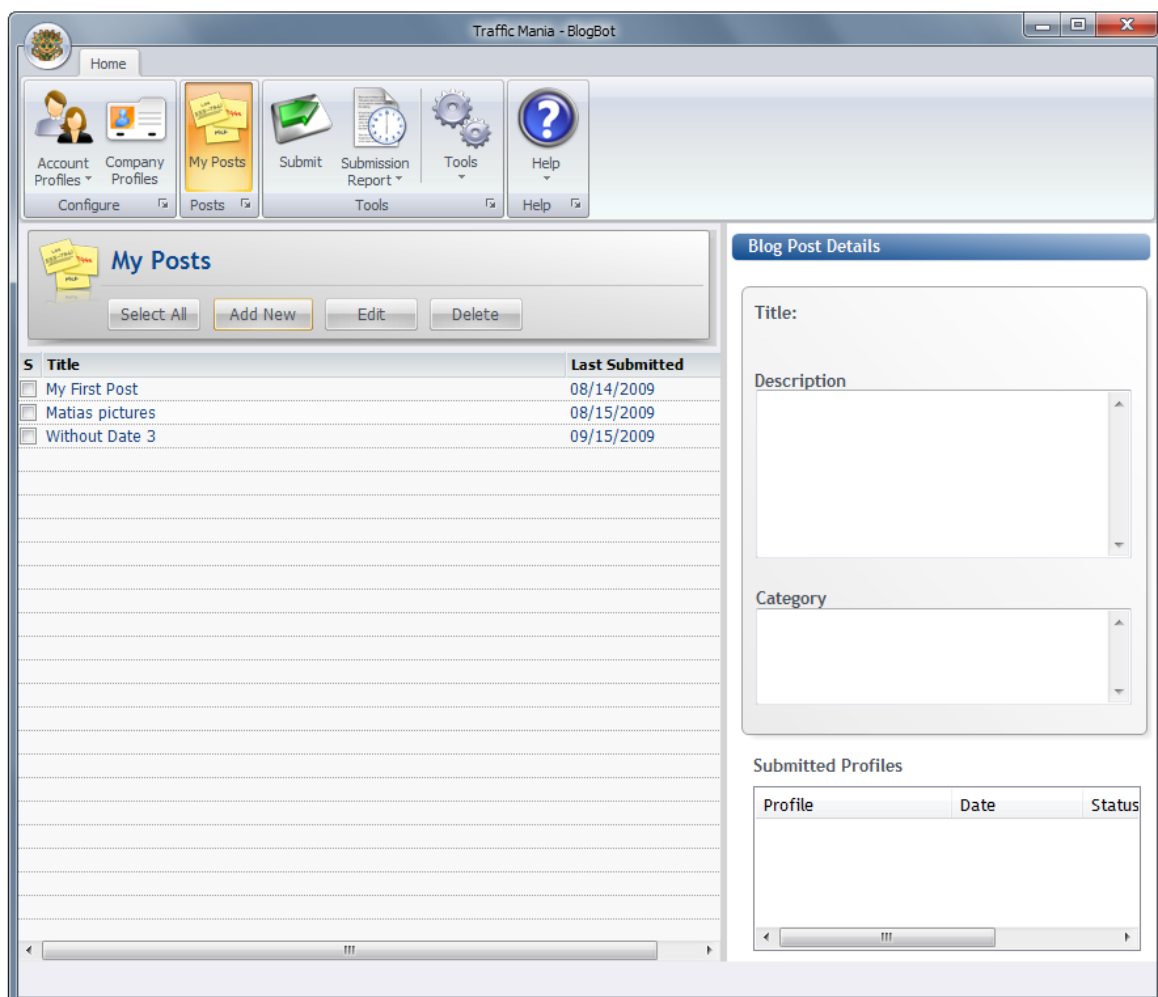 Traffic Mania - BlogBot
Home
Account Profiles
Company Profiles
My Posts
Submit
Submission Report
Tools
Help
Configure
Posts
Tools
Help
My Posts
Select All Add New Edit Delete
S Title Last Submitted
My First Post 08/14/2009
Matias pictures 08/15/2009
Without Date 3 09/15/2009
Blog Post Details
Title:
Description
Category
Submitted Profiles
Profile Date Status